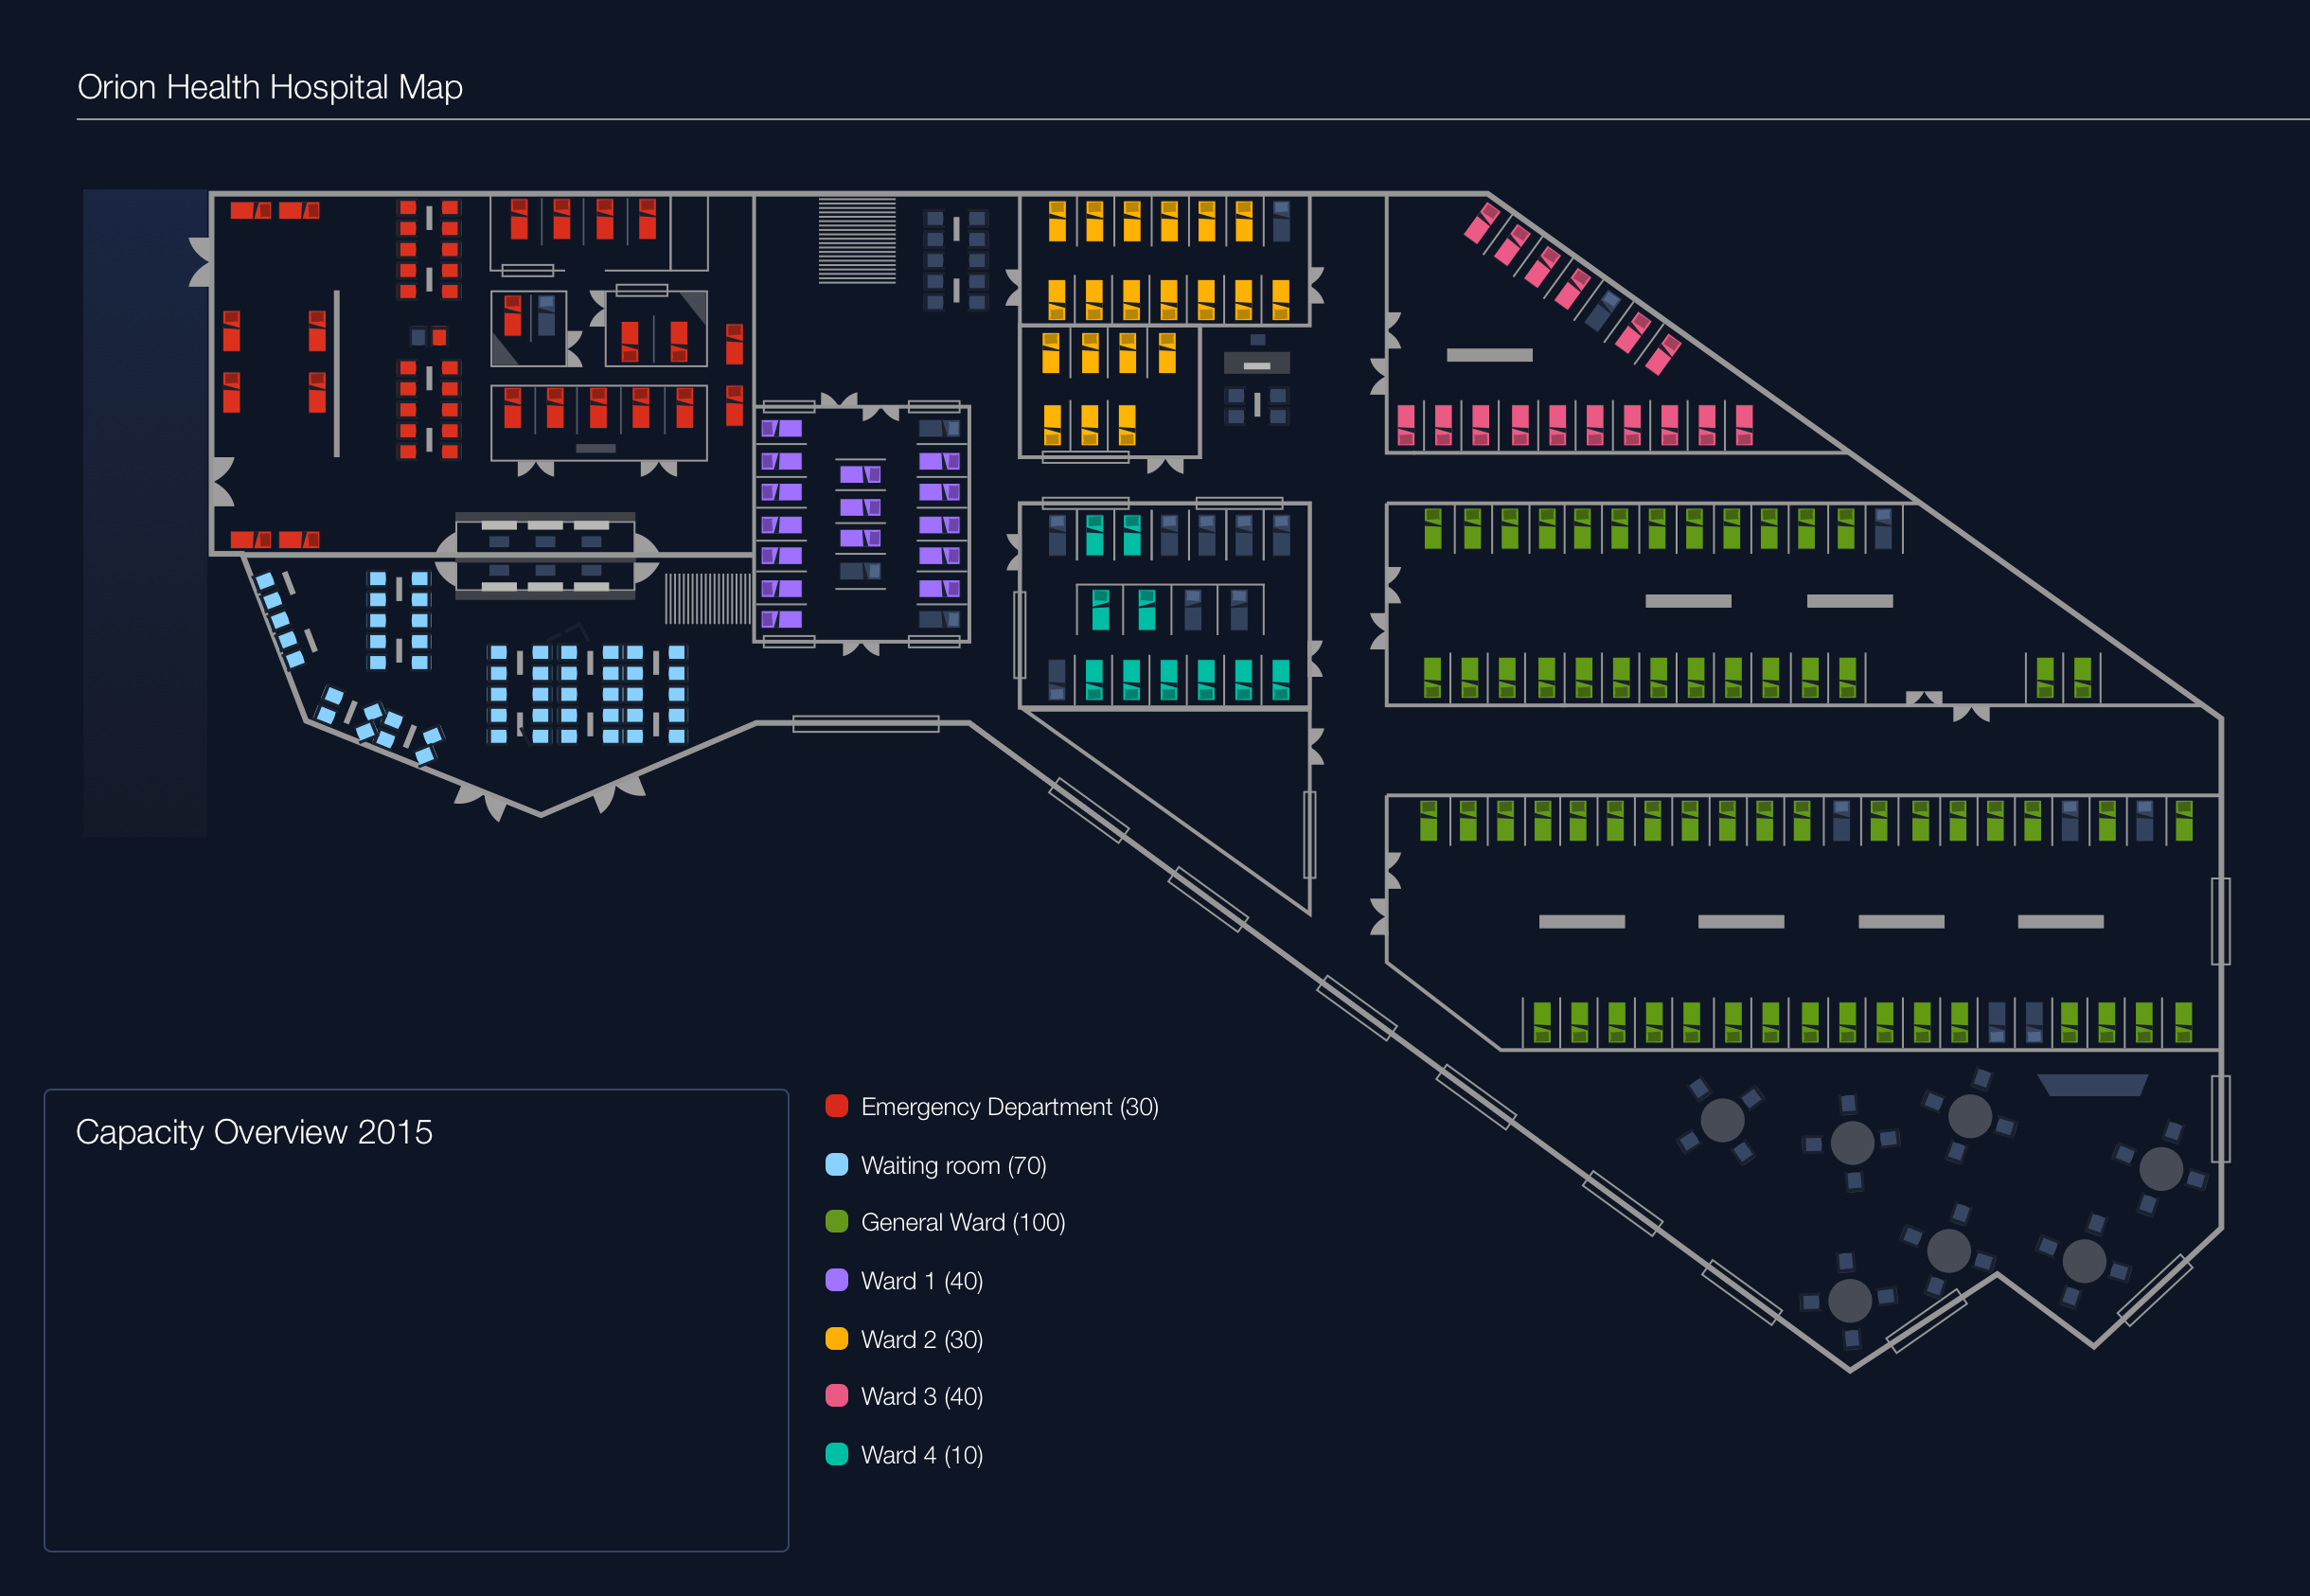 Orion Health Hospital Map
Capacity Overview 2015
Emergency Department (30)
Waiting room (70)
General Ward (100)
Ward 1 (40)
Ward 2 (30)
Ward 3 (40)
Ward 4 (10)